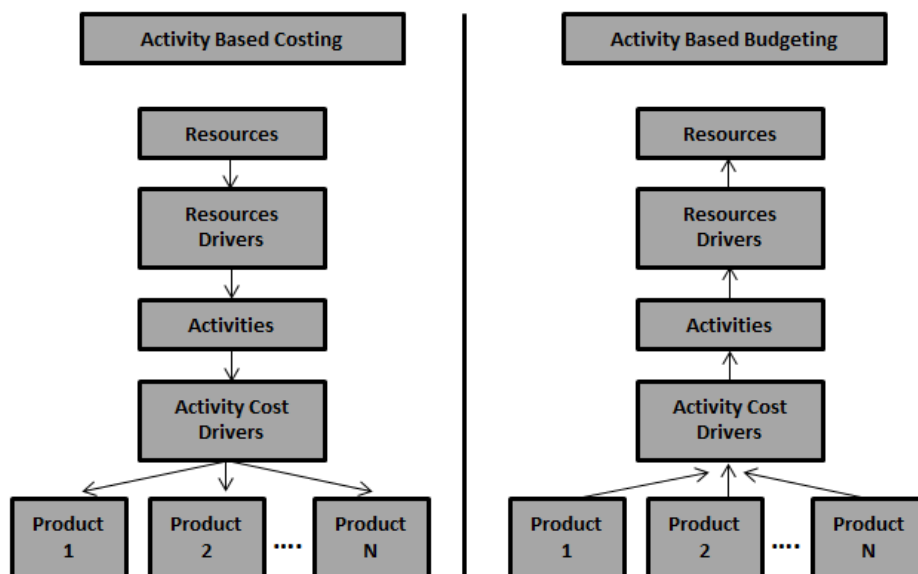 Activity Based Costing
Resources
Resources
Drivers
Activities
Activity Cost
Drivers
Product
1
Product
2
....
Product
N
Activity Based Budgeting
Resources
Resources
Drivers
Activities
Activity Cost
Drivers
Product
1
Product
2
....
Product
N